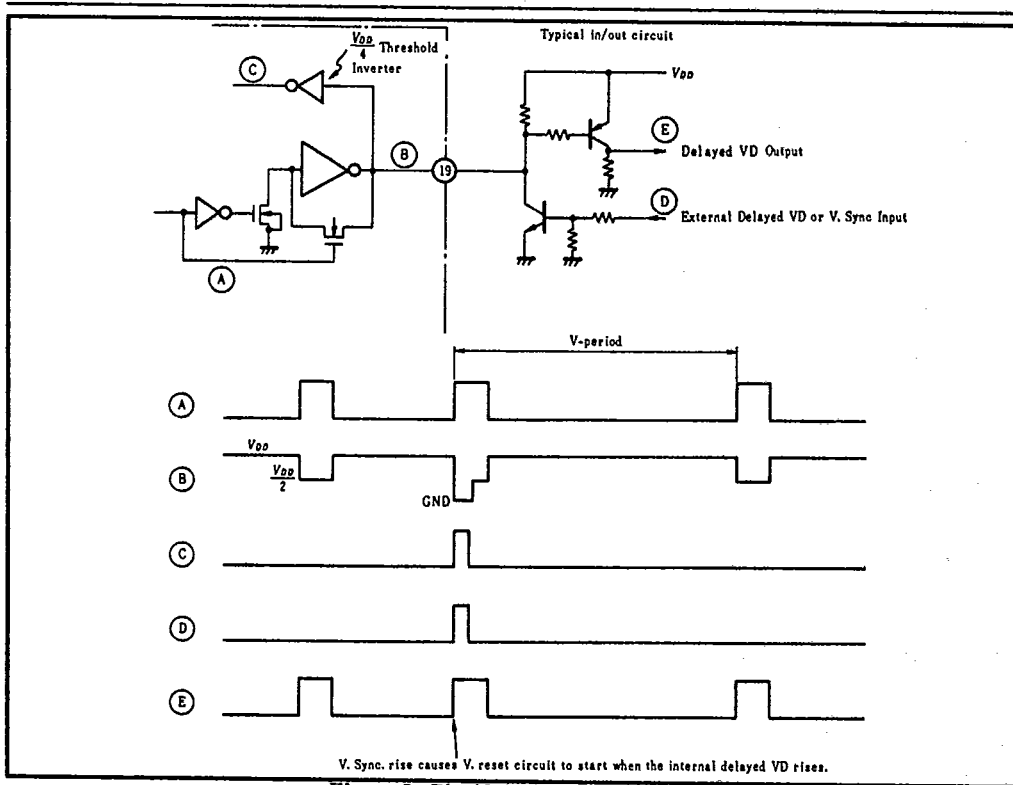 Typical in/out circuit
VDD/4 Threshold
Inverter
C
VDD
B
19
E
Delayed VD Output
D
External Delayed VD or V. Sync Input
A
V-period
A
VDD
VDD/2
B
GND
C
D
E
V. Sync. rise causes V. reset circuit to start when the internal delayed VD rises.